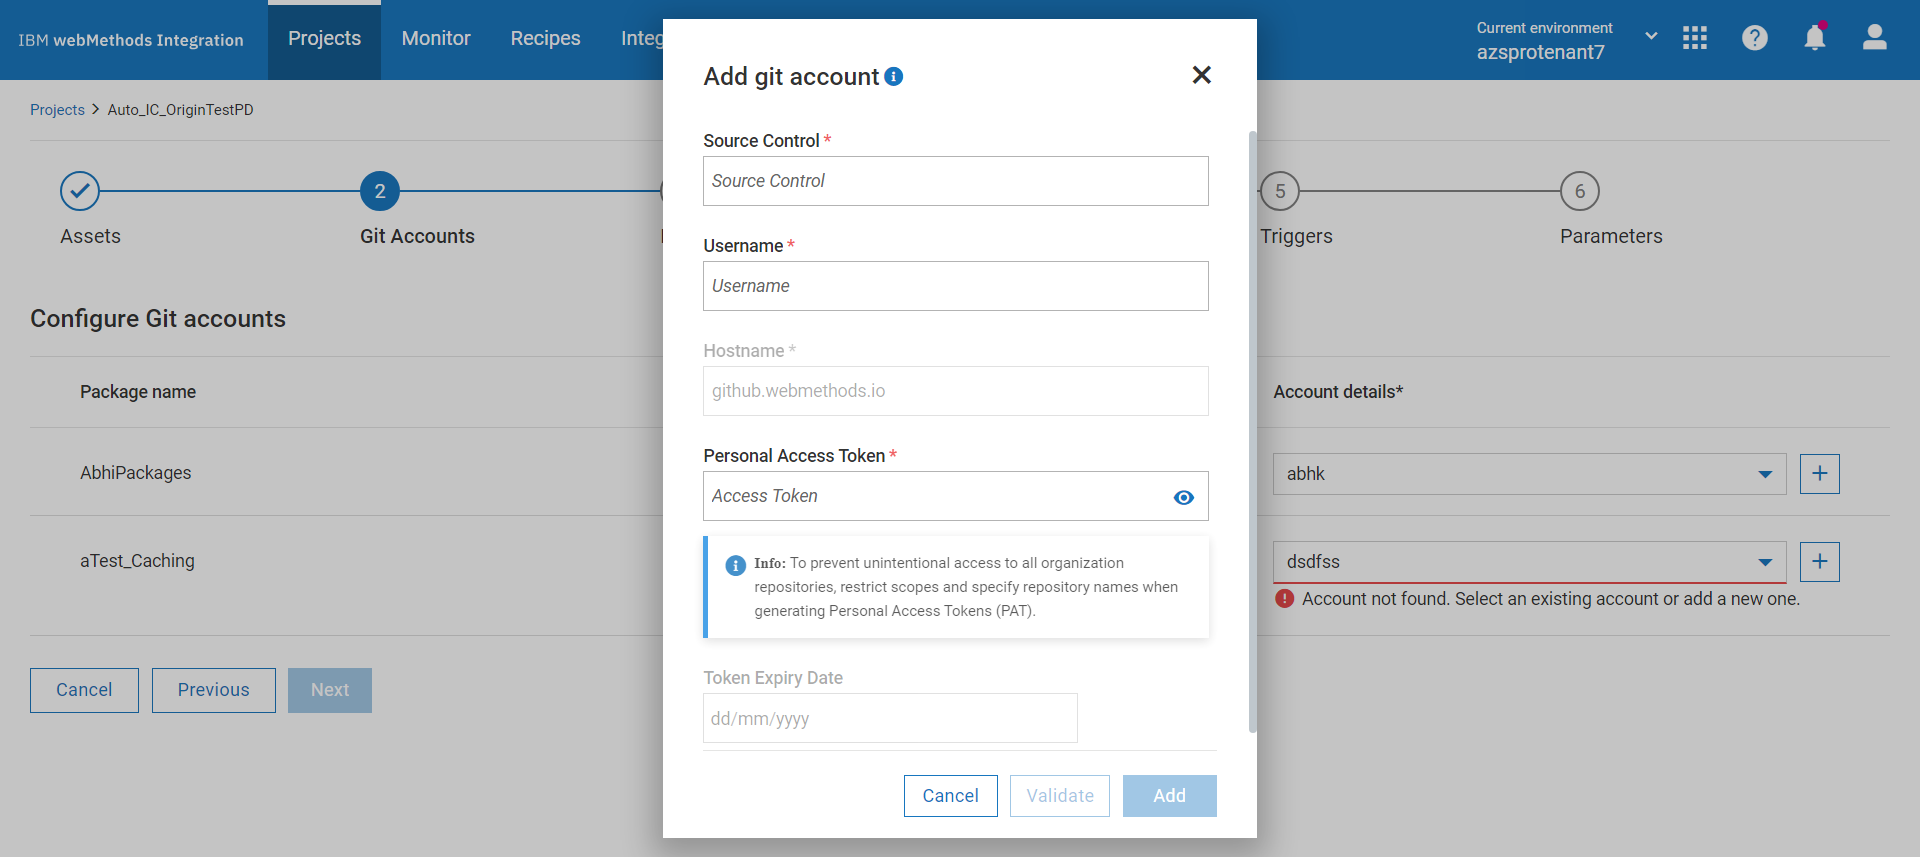 IBM webMethods Integration
Projects
Monitor
Recipes
Integ
Current environment
azsprotenant7
Projects > Auto_IC_OriginTestPD
Assets
2
Git Accounts
5
Triggers
6
Parameters
Configure Git accounts
Package name
Account details*
AbhiPackages
abhk
aTest_Caching
dsdfss
Account not found. Select an existing account or add a new one.
Cancel
Previous
Next
Add git account
Source Control *
Source Control
Username *
Username
Hostname *
github.webmethods.io
Personal Access Token *
Access Token
Info: To prevent unintentional access to all organization
repositories, restrict scopes and specify repository names when
generating Personal Access Tokens (PAT).
Token Expiry Date
dd/mm/yyyy
Cancel
Validate
Add